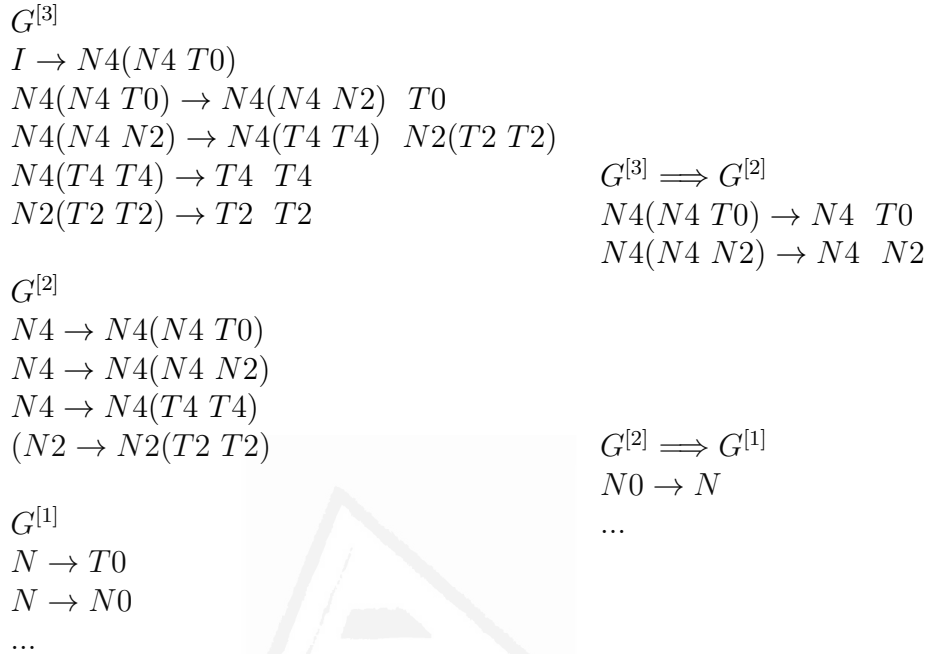 G^{[3]}
I → N4(N4 T0)
N4(N4 T0) → N4(N4 N2) T0
N4(N4 N2) → N4(T4 T4) N2(T2 T2)
N4(T4 T4) → T4 T4
N2(T2 T2) → T2 T2
G^{[3]} ⟹ G^{[2]}
N4(N4 T0) → N4 T0
N4(N4 N2) → N4 N2
G^{[2]}
N4 → N4(N4 T0)
N4 → N4(N4 N2)
N4 → N4(T4 T4)
(N2 → N2(T2 T2)
G^{[2]} ⟹ G^{[1]}
N0 → N
...
G^{[1]}
N → T0
N → N0
...